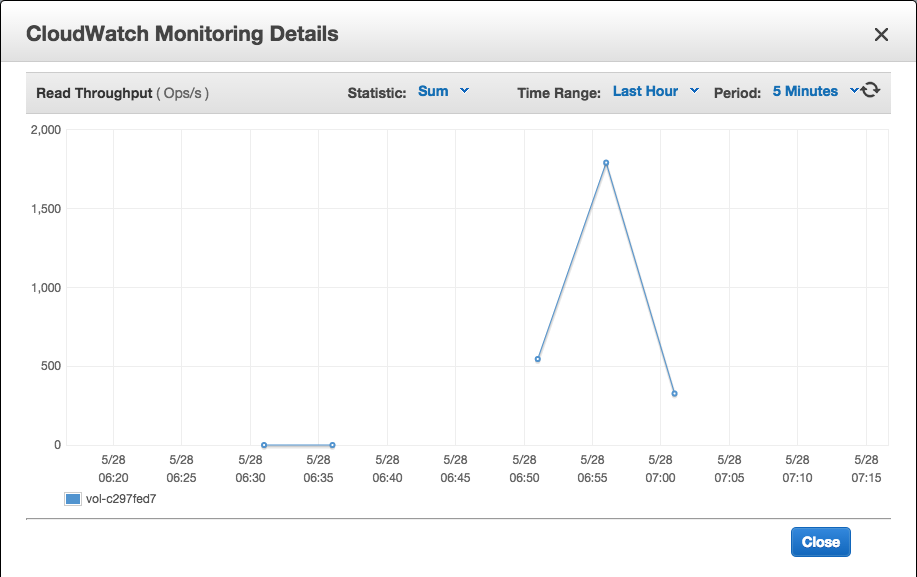 CloudWatch Monitoring Details
Read Throughput ( Ops/s ) Statistic: Sum Time Range: Last Hour Period: 5 Minutes
2,000
1,500
1,000
500
0
5/28 5/28 5/28 5/28 5/28 5/28 5/28 5/28 5/28 5/28 5/28 5/28
06:20 06:25 06:30 06:35 06:40 06:45 06:50 06:55 07:00 07:05 07:10 07:15
vol-c297fed7
Close